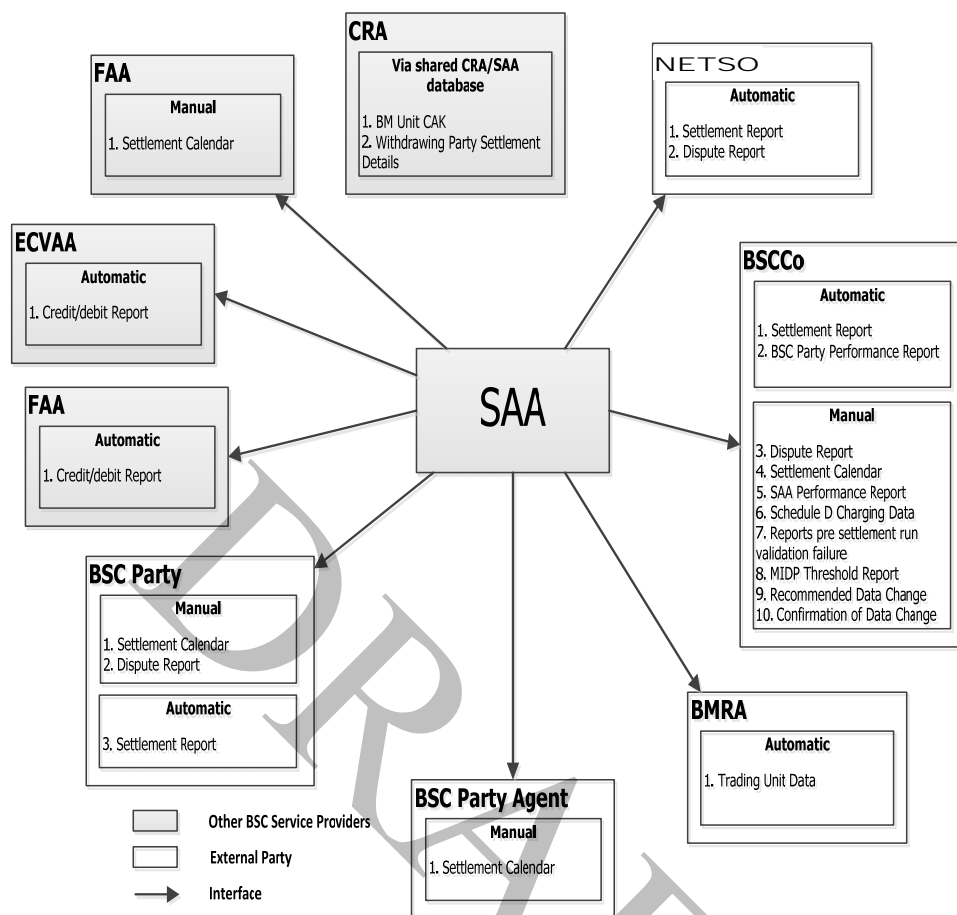 CRA
Via shared CRA/SAA
database
1. BM Unit CAK
2. Withdrawing Party Settlement
Details
FAA
Manual
1. Settlement Calendar
NETSO
Automatic
1. Settlement Report
2. Dispute Report
ECVAA
Automatic
1. Credit/debit Report
BSCCo
Automatic
1. Settlement Report
2. BSC Party Performance Report
Manual
3. Dispute Report
4. Settlement Calendar
5. SAA Performance Report
6. Schedule D Charging Data
7. Reports pre settlement run
validation failure
8. MIDP Threshold Report
9. Recommended Data Change
10. Confirmation of Data Change
SAA
FAA
Automatic
1. Credit/debit Report
BSC Party
Manual
1. Settlement Calendar
2. Dispute Report
Automatic
3. Settlement Report
BMRA
Automatic
1. Trading Unit Data
BSC Party Agent
Manual
1. Settlement Calendar
Other BSC Service Providers
External Party
Interface